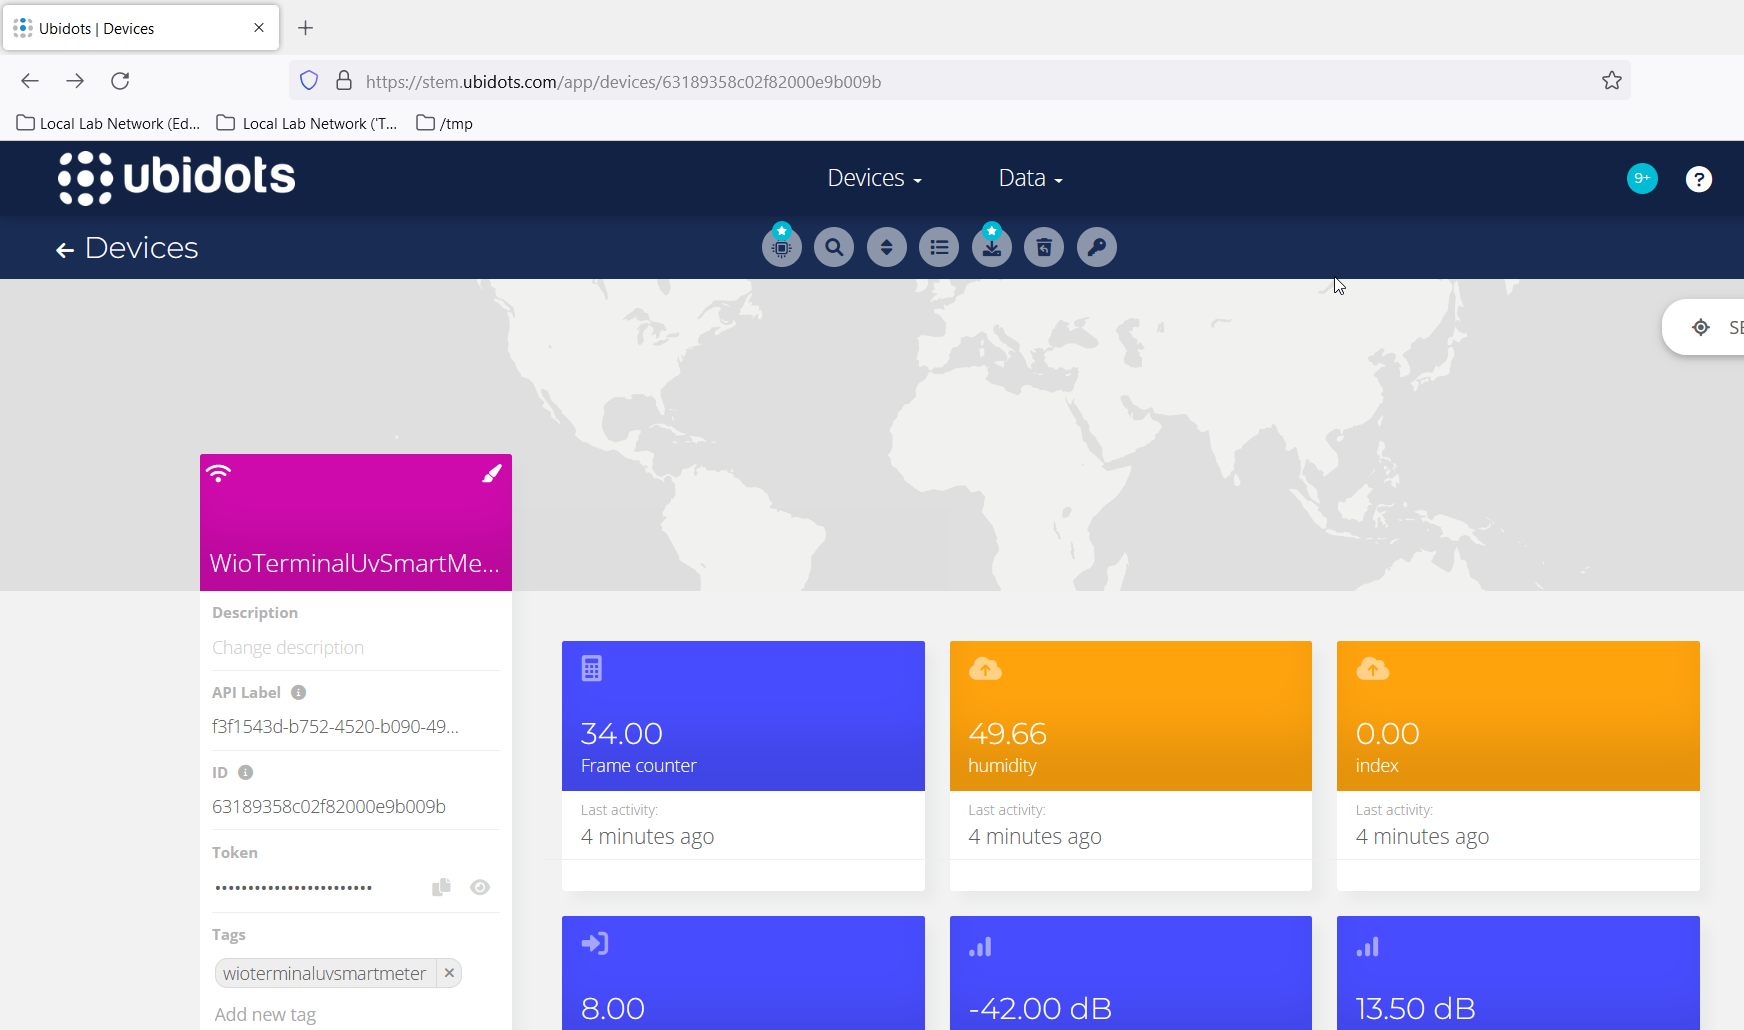 Ubidots | Devices
https://stem.ubidots.com/app/devices/63189358c02f82000e9b009b
Local Lab Network (Ed...
Local Lab Network ('T...
/tmp
ubidots
Devices
Data
9+
?
Devices
SE
WioTerminalUvSmartMe...
Description
Change description
API Label
f3f1543d-b752-4520-b090-49...
ID
63189358c02f82000e9b009b
Token
••••••••••••••••••••••••
Tags
wioterminaluvsmartmeter
Add new tag
34.00
Frame counter
Last activity:
4 minutes ago
49.66
humidity
Last activity:
4 minutes ago
0.00
index
Last activity:
4 minutes ago
8.00
-42.00 dB
13.50 dB